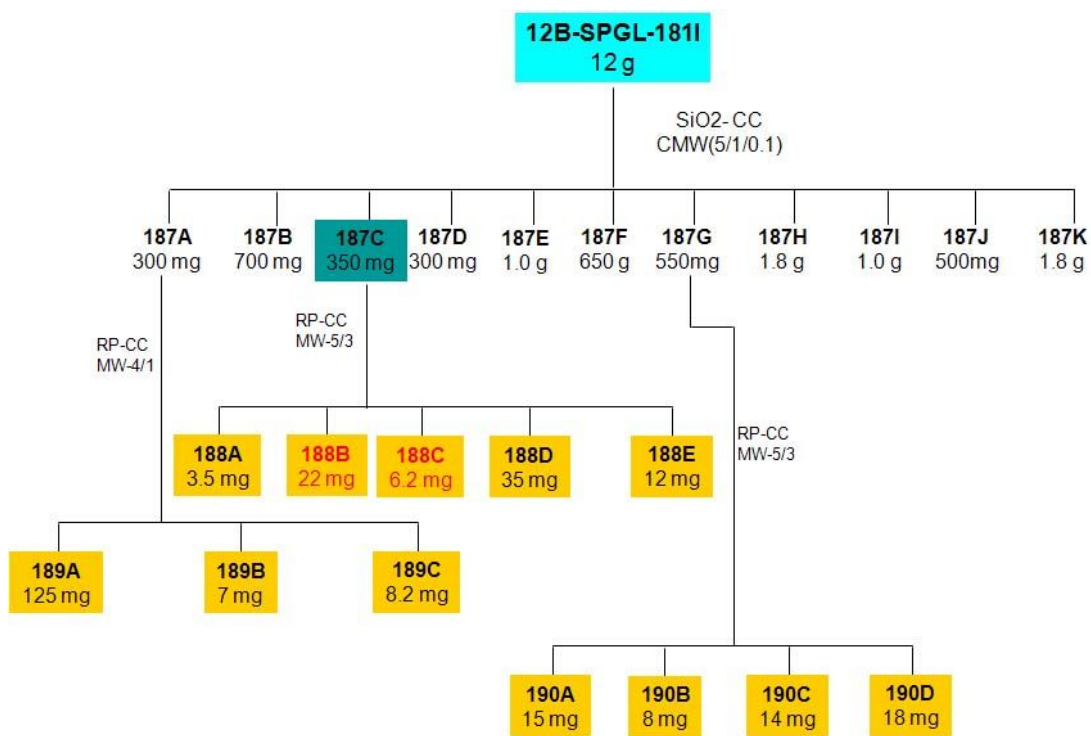 12B-SPGL-181I
12 g
SiO2- CC
CMW(5/1/0.1)
187A
300 mg
187B
700 mg
187C
350 mg
187D
300 mg
187E
1.0 g
187F
650 g
187G
550mg
187H
1.8 g
187I
1.0 g
187J
500mg
187K
1.8 g
RP-CC
MW-4/1
RP-CC
MW-5/3
RP-CC
MW-5/3
188A
3.5 mg
188B
22 mg
188C
6.2 mg
188D
35 mg
188E
12 mg
189A
125 mg
189B
7 mg
189C
8.2 mg
190A
15 mg
190B
8 mg
190C
14 mg
190D
18 mg